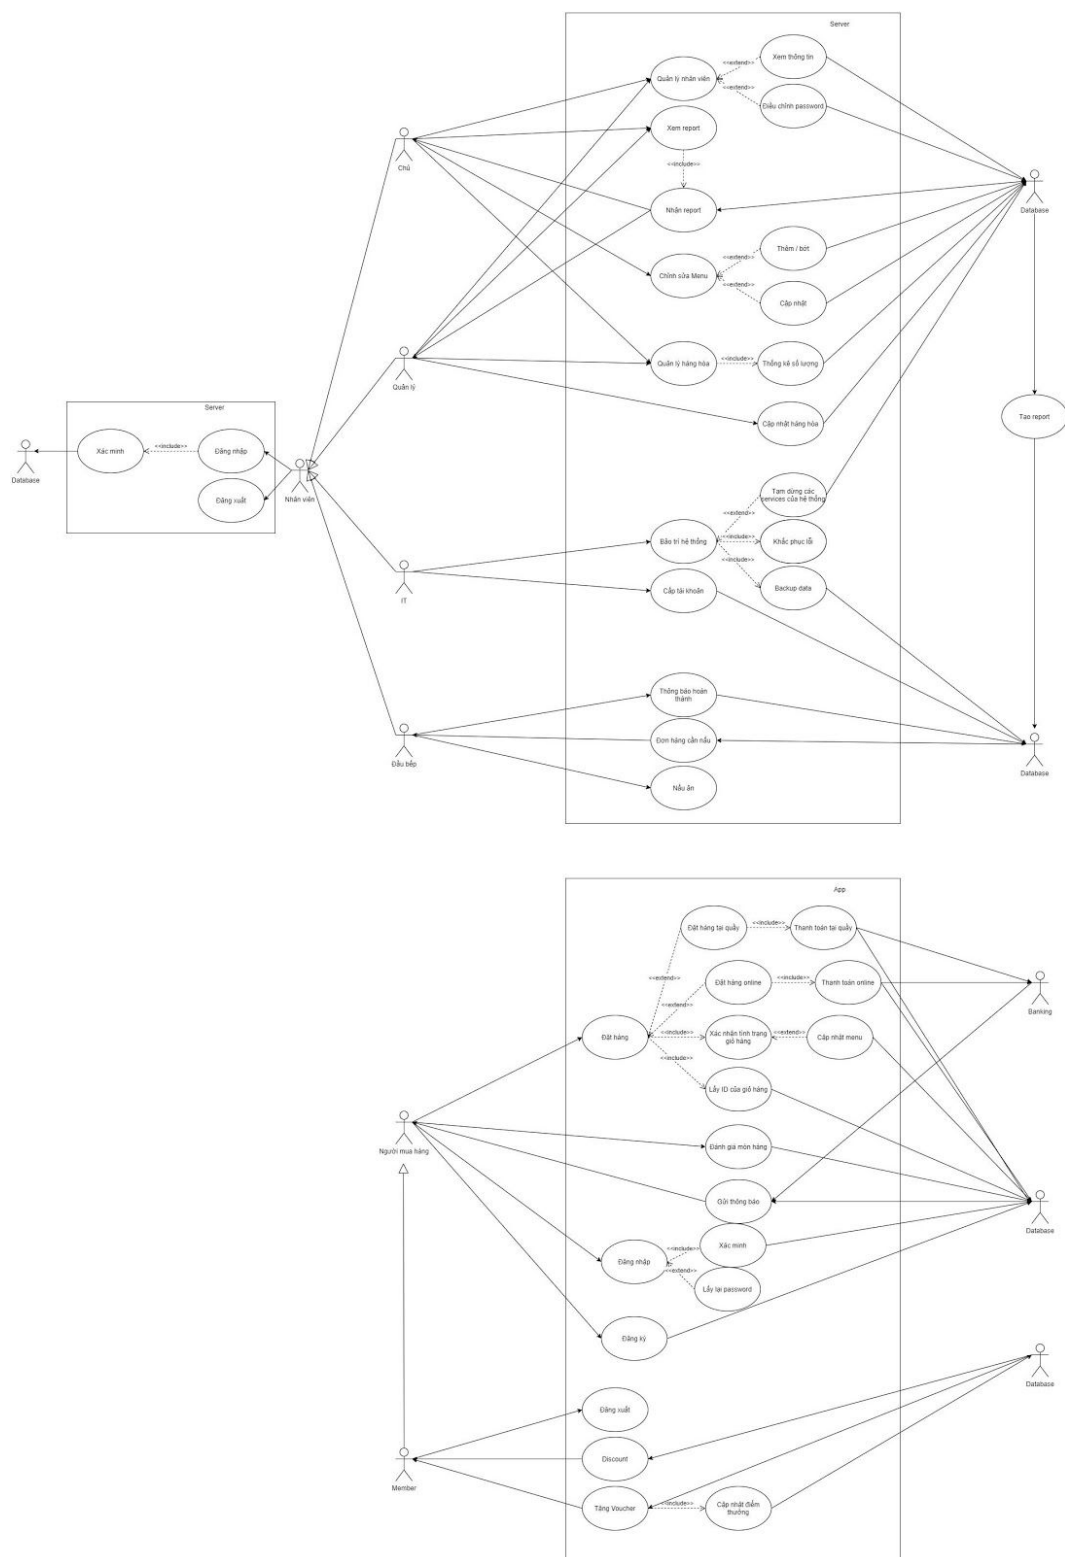 Server
Xem thông tin
<<extend>>
Quản lý nhân viên
<<extend>>
Điều chỉnh password
Xem report
Chủ
<<include>>
Database
Nhận report
Thêm / bớt
<<extend>>
Chỉnh sửa Menu
<<extend>>
Cập nhật
Quản lý hàng hóa
<<include>>
Thống kê số lượng
Quản lý
Server
Tạo report
Cập nhật hàng hóa
Xác minh
<<include>>
Đăng nhập
Database
Nhân viên
Đăng xuất
Tạm dừng các
services của hệ thống
<<extend>>
Bảo trì hệ thống
<<include>>
Khắc phục lỗi
<<include>>
Cấp tài khoản
Backup data
IT
Thông báo hoàn
thành
Đơn hàng cần nấu
Đầu bếp
Database
Nấu ăn
App
Đặt hàng tại quầy
<<include>>
Thanh toán tại quầy
<<extend>>
Đặt hàng online
<<include>>
Thanh toán online
<<extend>>
Banking
Đặt hàng
<<include>>
Xác nhận tình trạng
giỏ hàng
<<extend>>
Cập nhật menu
<<include>>
Lấy ID của giỏ hàng
Người mua hàng
Đánh giá món hàng
Gửi thông báo
Database
Xác minh
<<include>>
Đăng nhập
<<extend>>
Lấy lại password
Đăng ký
Database
Đăng xuất
Discount
Member
Tặng Voucher
<<include>>
Cập nhật điểm
thưởng